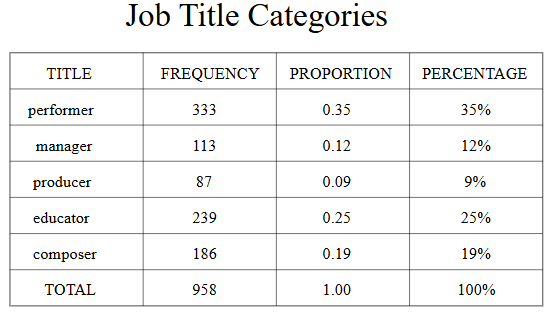 Job Title Categories
TITLE FREQUENCY PROPORTION PERCENTAGE
performer 333 0.35 35%
manager 113 0.12 12%
producer 87 0.09 9%
educator 239 0.25 25%
composer 186 0.19 19%
TOTAL 958 1.00 100%